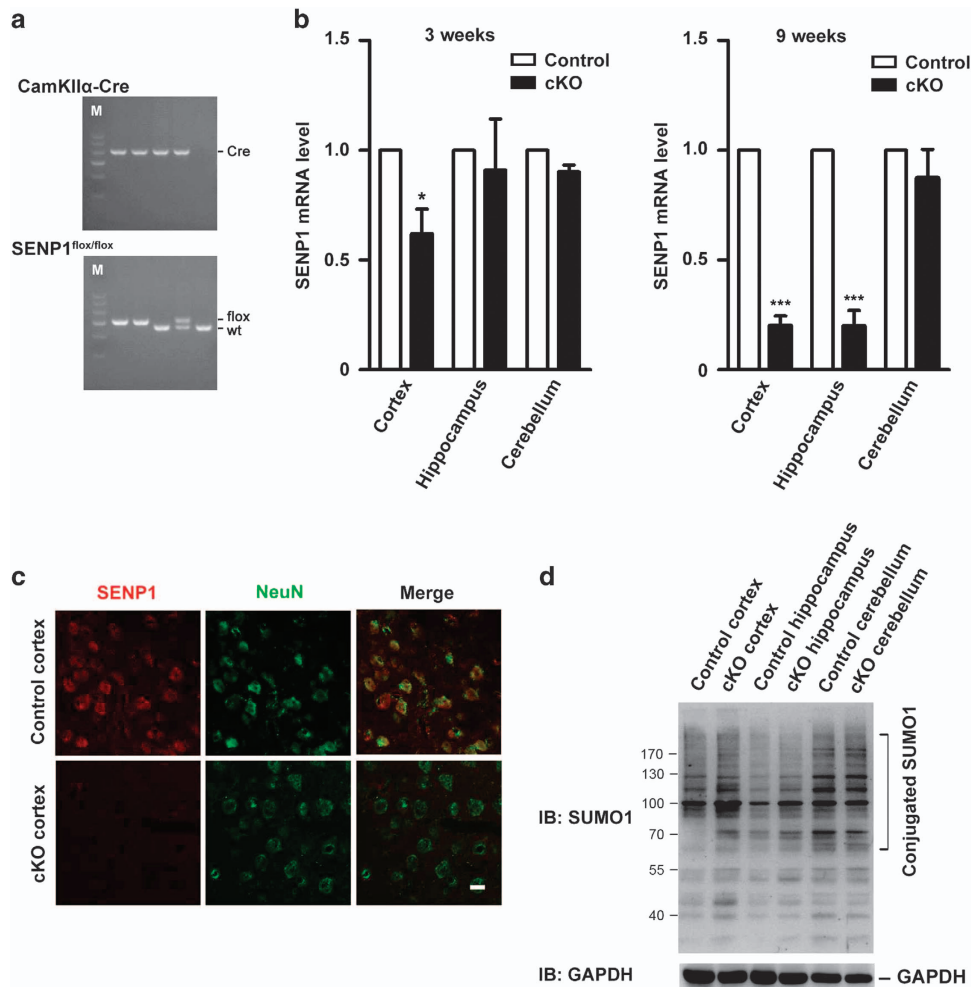 a
CamKIIα-Cre
M
Cre
SENP1flox/flox
M
flox
wt
b
3 weeks
Control
cKO
SENP1 mRNA level
1.5
1.0
0.5
0
*
Cortex
Hippocampus
Cerebellum
9 weeks
Control
cKO
SENP1 mRNA level
1.5
1.0
0.5
0
***
***
Cortex
Hippocampus
Cerebellum
c
SENP1
NeuN
Merge
Control cortex
cKO cortex
d
Control cortex
cKO cortex
Control hippocampus
cKO hippocampus
Control cerebellum
cKO cerebellum
IB: SUMO1
170
130
100
70
55
40
Conjugated SUMO1
IB: GAPDH
GAPDH